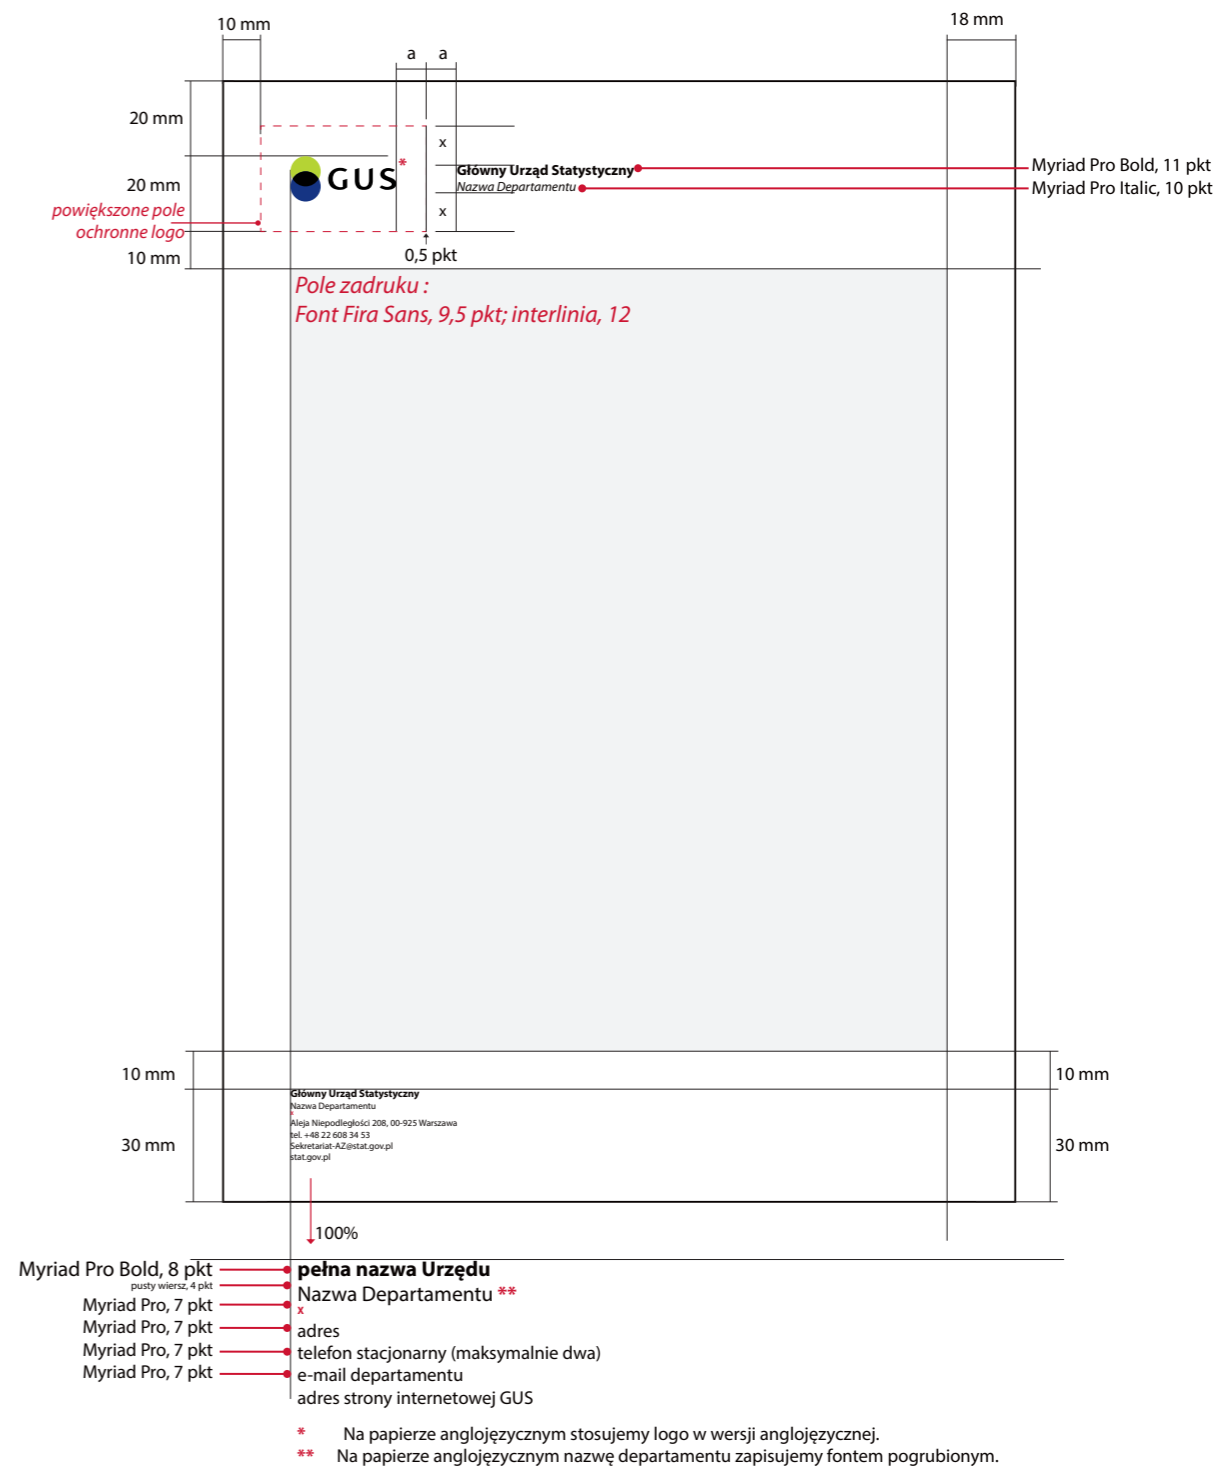 10 mm
18 mm
a a
20 mm
x
GUS*
Główny Urząd Statystyczny
Myriad Pro Bold, 11 pkt
20 mm
Nazwa Departamentu
Myriad Pro Italic, 10 pkt
powiększone pole
ochronne logo
x
10 mm
0,5 pkt
Pole zadruku :
Font Fira Sans, 9,5 pkt; interlinia, 12
10 mm
10 mm
Główny Urząd Statystyczny
Nazwa Departamentu
x
Aleja Niepodległości 208, 00-925 Warszawa
tel. +48 22 608 34 53
Sekretariat-AZ@stat.gov.pl
stat.gov.pl
30 mm
30 mm
100%
Myriad Pro Bold, 8 pkt
pełna nazwa Urzędu
pusty wiersz, 4 pkt
Nazwa Departamentu **
Myriad Pro, 7 pkt
x
Myriad Pro, 7 pkt
adres
Myriad Pro, 7 pkt
telefon stacjonarny (maksymalnie dwa)
Myriad Pro, 7 pkt
e-mail departamentu
adres strony internetowej GUS
* Na papierze anglojęzycznym stosujemy logo w wersji anglojęzycznej.
** Na papierze anglojęzycznym nazwę departamentu zapisujemy fontem pogrubionym.